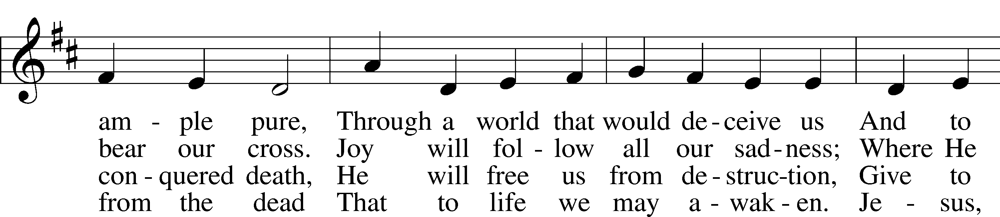 am - ple pure, Through a world that would de - ceive us And to
bear our cross. Joy will fol - low all our sad - ness; Where He
con - quered death, He will free us from de - struc - tion, Give to
from the dead That to life we may a - wak - en. Je - sus,